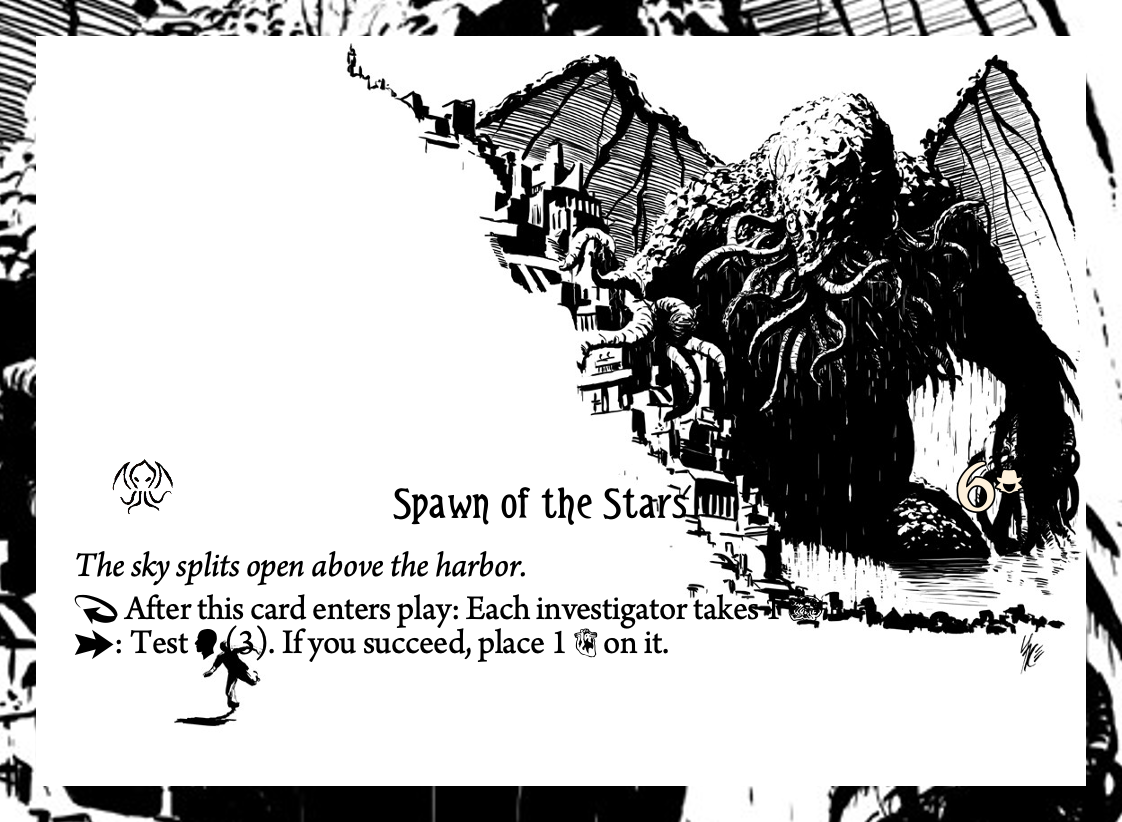 6
Spawn of the Stars
The sky splits open above the harbor.
After this card enters play: Each investigator takes 1
: Test (3). If you succeed, place 1 on it.